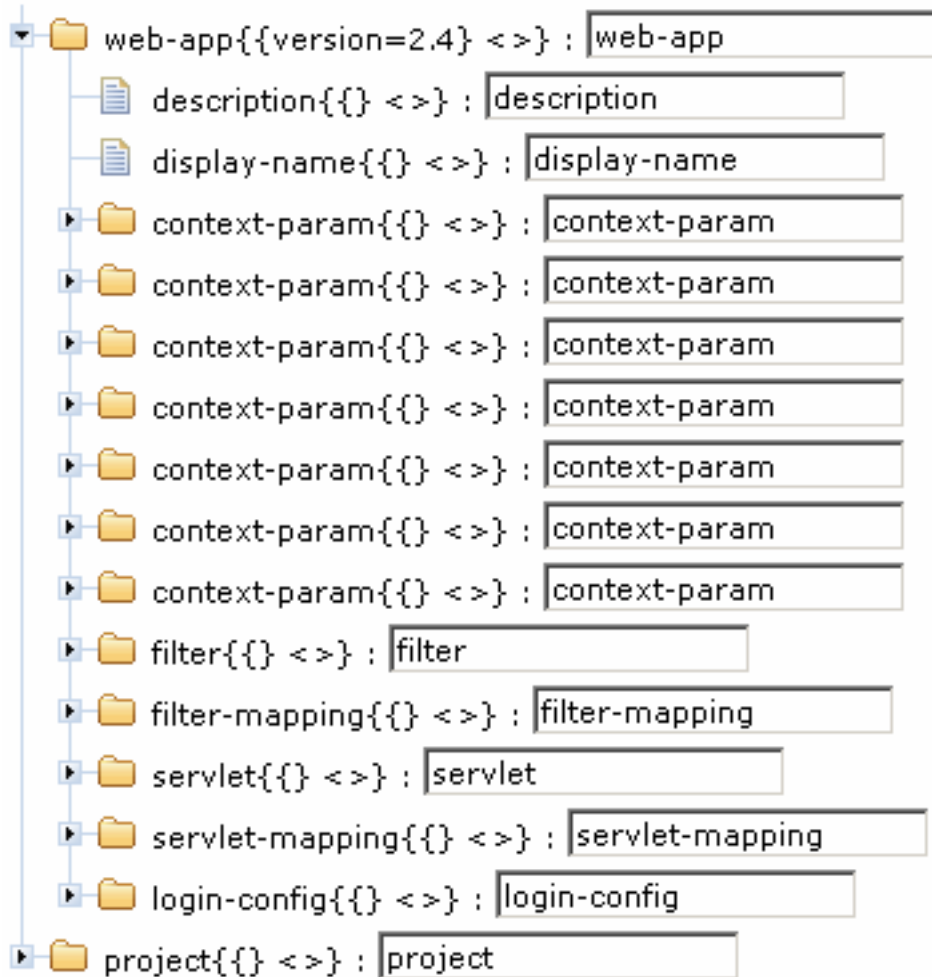 web-app{{version=2.4} <>} : web-app
description{{} <>} : description
display-name{{} <>} : display-name
context-param{{} <>} : context-param
context-param{{} <>} : context-param
context-param{{} <>} : context-param
context-param{{} <>} : context-param
context-param{{} <>} : context-param
context-param{{} <>} : context-param
context-param{{} <>} : context-param
filter{{} <>} : filter
filter-mapping{{} <>} : filter-mapping
servlet{{} <>} : servlet
servlet-mapping{{} <>} : servlet-mapping
login-config{{} <>} : login-config
project{{} <>} : project